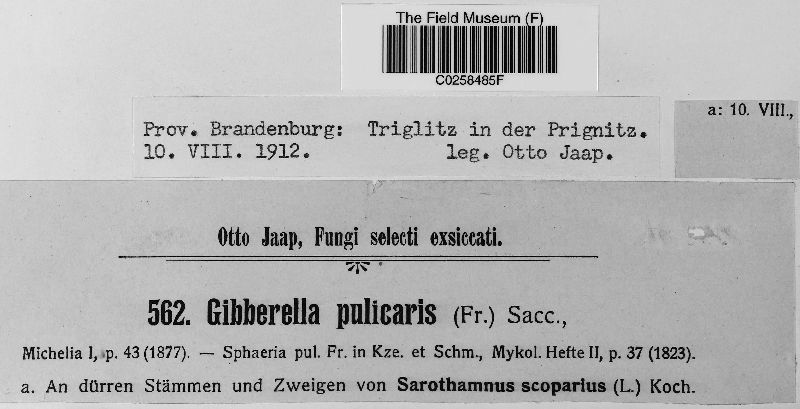 The Field Museum (F)
C0258485F
Prov. Brandenburg: Triglitz in der Prignitz.
10. VIII. 1912. leg. Otto Jaap.
a: 10. VIII.,
Otto Jaap, Fungi selecti exsiccati.
562. Gibberella pulicaris (Fr.) Sacc.,
Michelia I, p. 43 (1877). — Sphaeria pul. Fr. in Kze. et Schm., Mykol. Hefte II, p. 37 (1823).
a. An dürren Stämmen und Zweigen von Sarothamnus scoparius (L.) Koch.